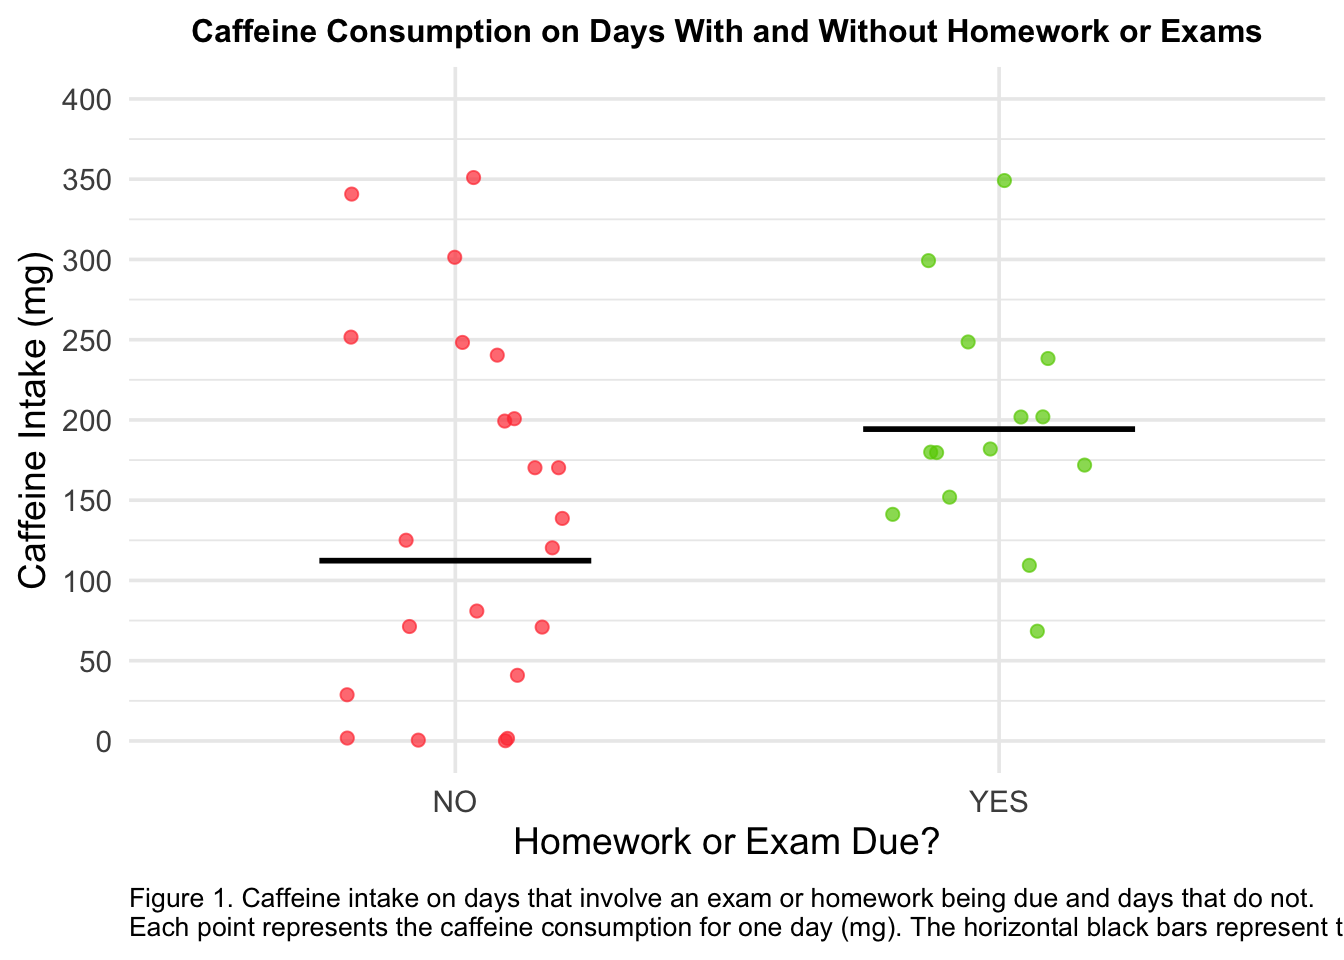 Caffeine Consumption on Days With and Without Homework or Exams
400
350
300
250
200
150
100
50
0
Caffeine Intake (mg)
NO
YES
Homework or Exam Due?
Figure 1. Caffeine intake on days that involve an exam or homework being due and days that do not.
Each point represents the caffeine consumption for one day (mg). The horizontal black bars represent